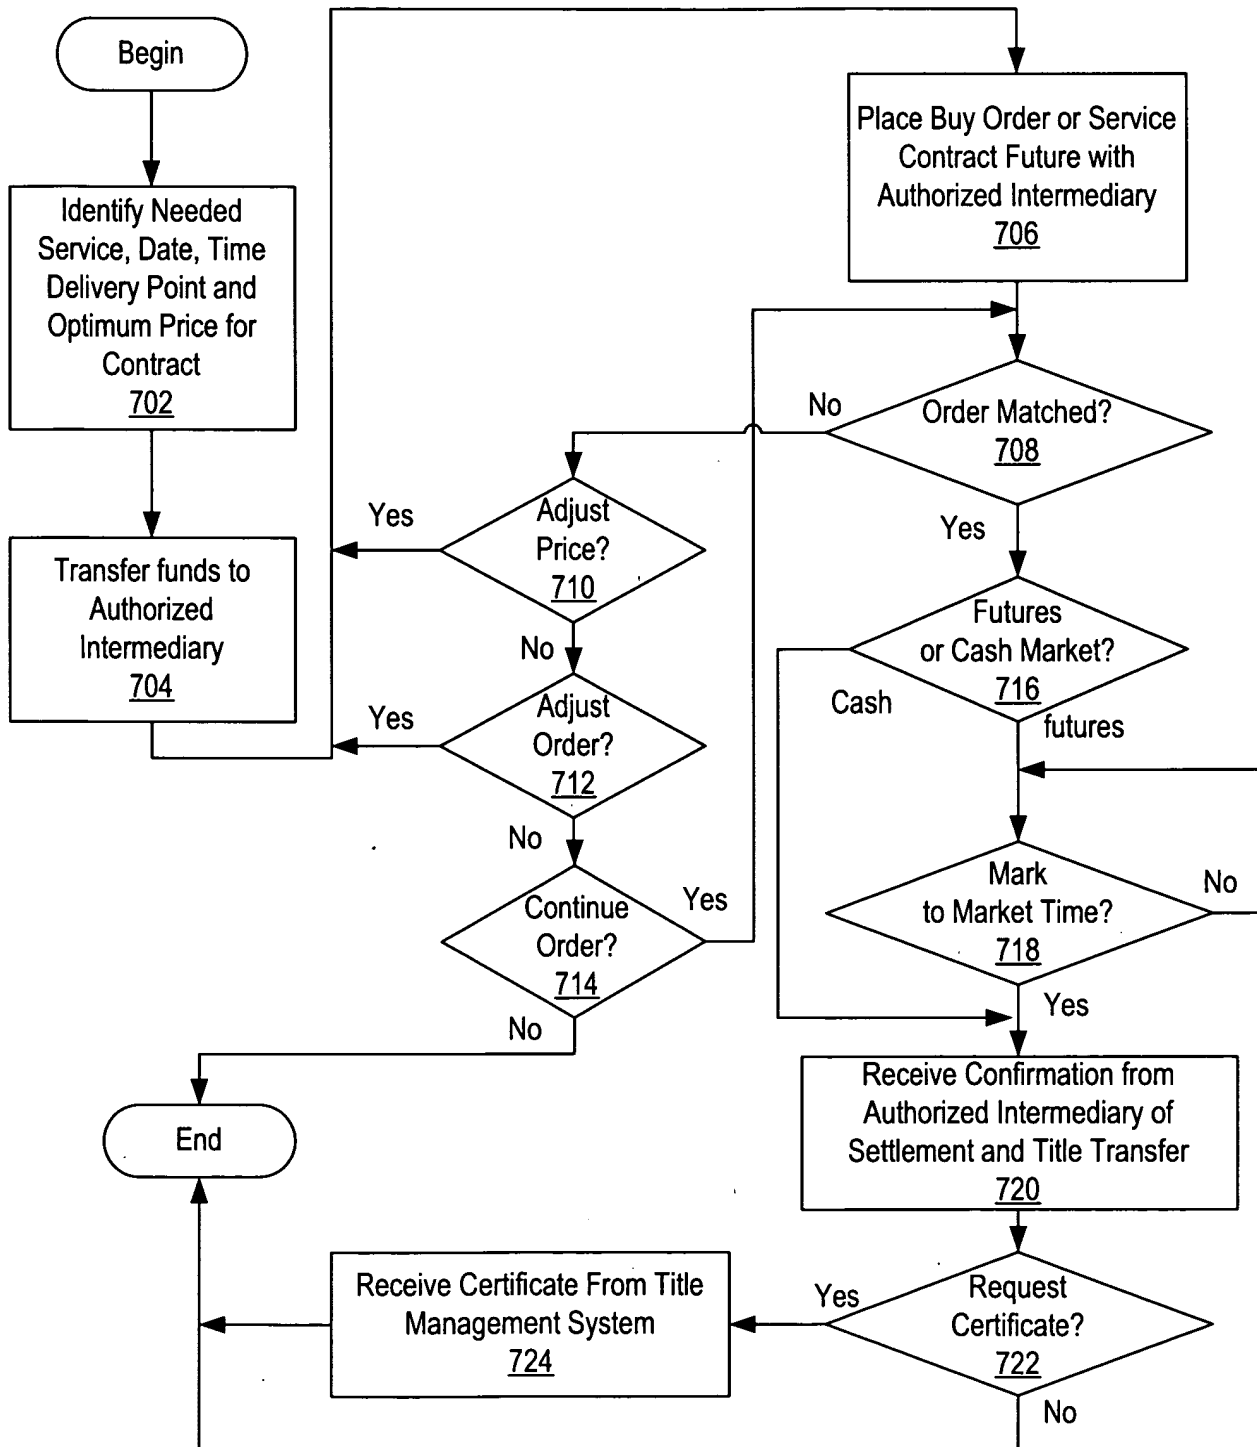 Begin
Identify Needed
Service, Date, Time
Delivery Point and
Optimum Price for
Contract
702
Transfer funds to
Authorized
Intermediary
704
Place Buy Order or Service
Contract Future with
Authorized Intermediary
706
Order Matched?
708
No
Yes
Adjust
Price?
710
Yes
No
Adjust
Order?
712
Yes
No
Continue
Order?
714
Yes
No
Futures
or Cash Market?
716
Cash
futures
Mark
to Market Time?
718
No
Yes
Receive Confirmation from
Authorized Intermediary of
Settlement and Title Transfer
720
Request
Certificate?
722
Yes
No
Receive Certificate From Title
Management System
724
End